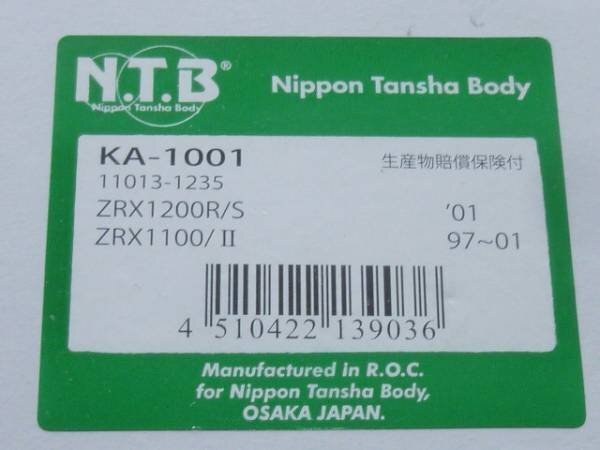 N.T.B®
Nippon Tansha Body
Nippon Tansha Body
KA-1001 生産物賠償保険付
11013-1235
ZRX1200R/S '01
ZRX1100/Ⅱ 97~01
4 510422 139036
Manufactured in R.O.C.
for Nippon Tansha Body,
OSAKA JAPAN.